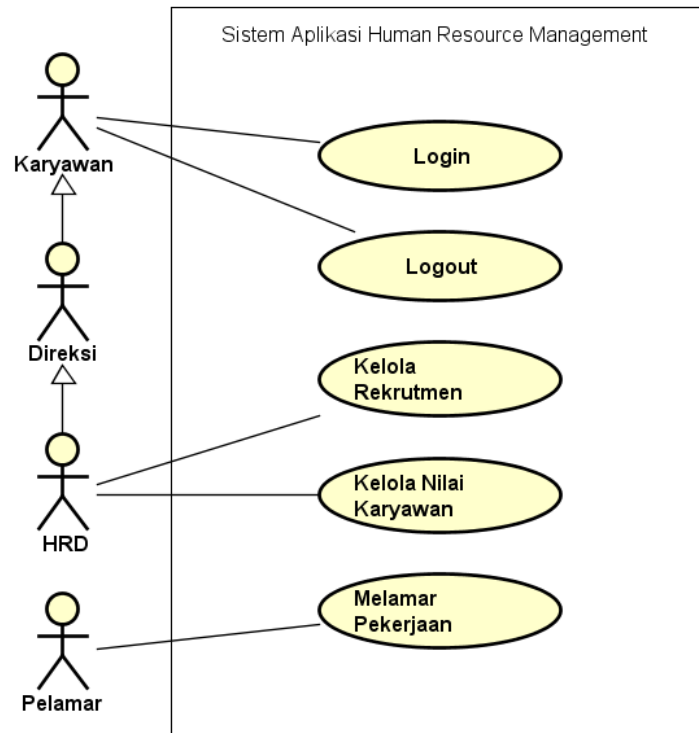 Sistem Aplikasi Human Resource Management
Karyawan
Login
Logout
Direksi
Kelola
Rekrutmen
HRD
Kelola Nilai
Karyawan
Pelamar
Melamar
Pekerjaan